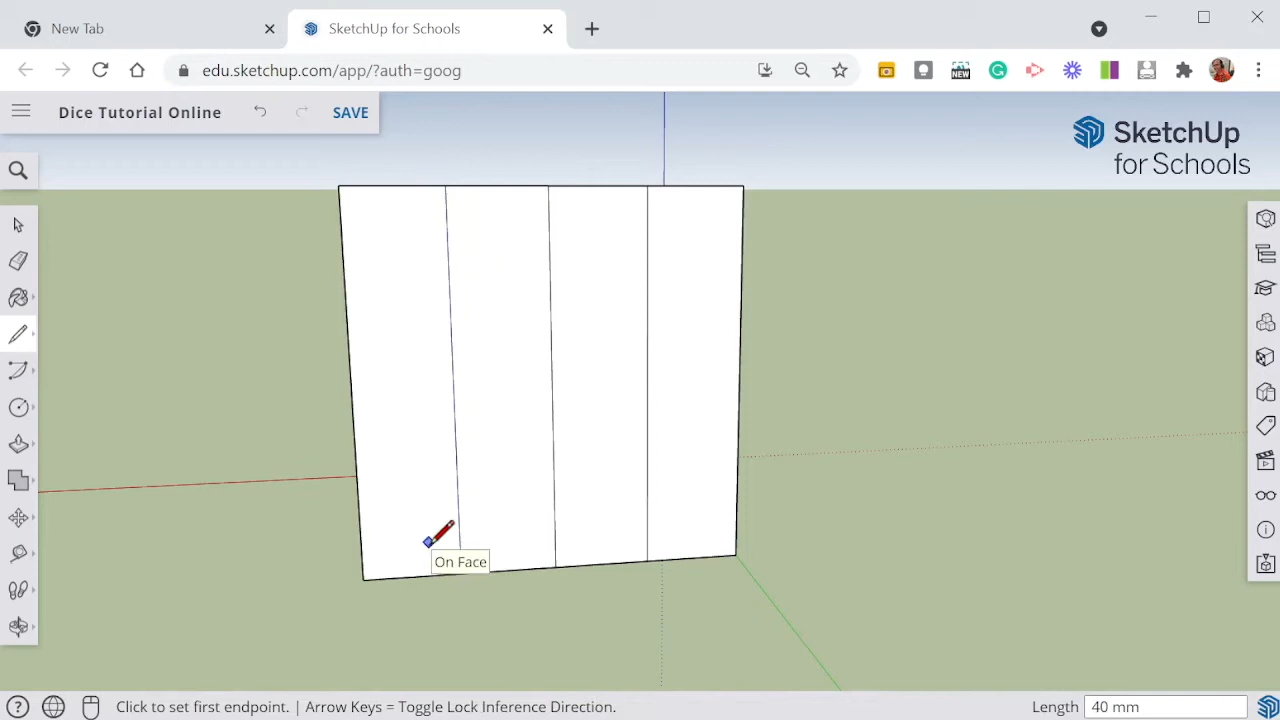 New Tab
SketchUp for Schools
edu.sketchup.com/app/?auth=goog
NEW
Dice Tutorial Online
SAVE
SketchUp
for Schools
On Face
Click to set first endpoint. | Arrow Keys = Toggle Lock Inference Direction.
Length 40 mm